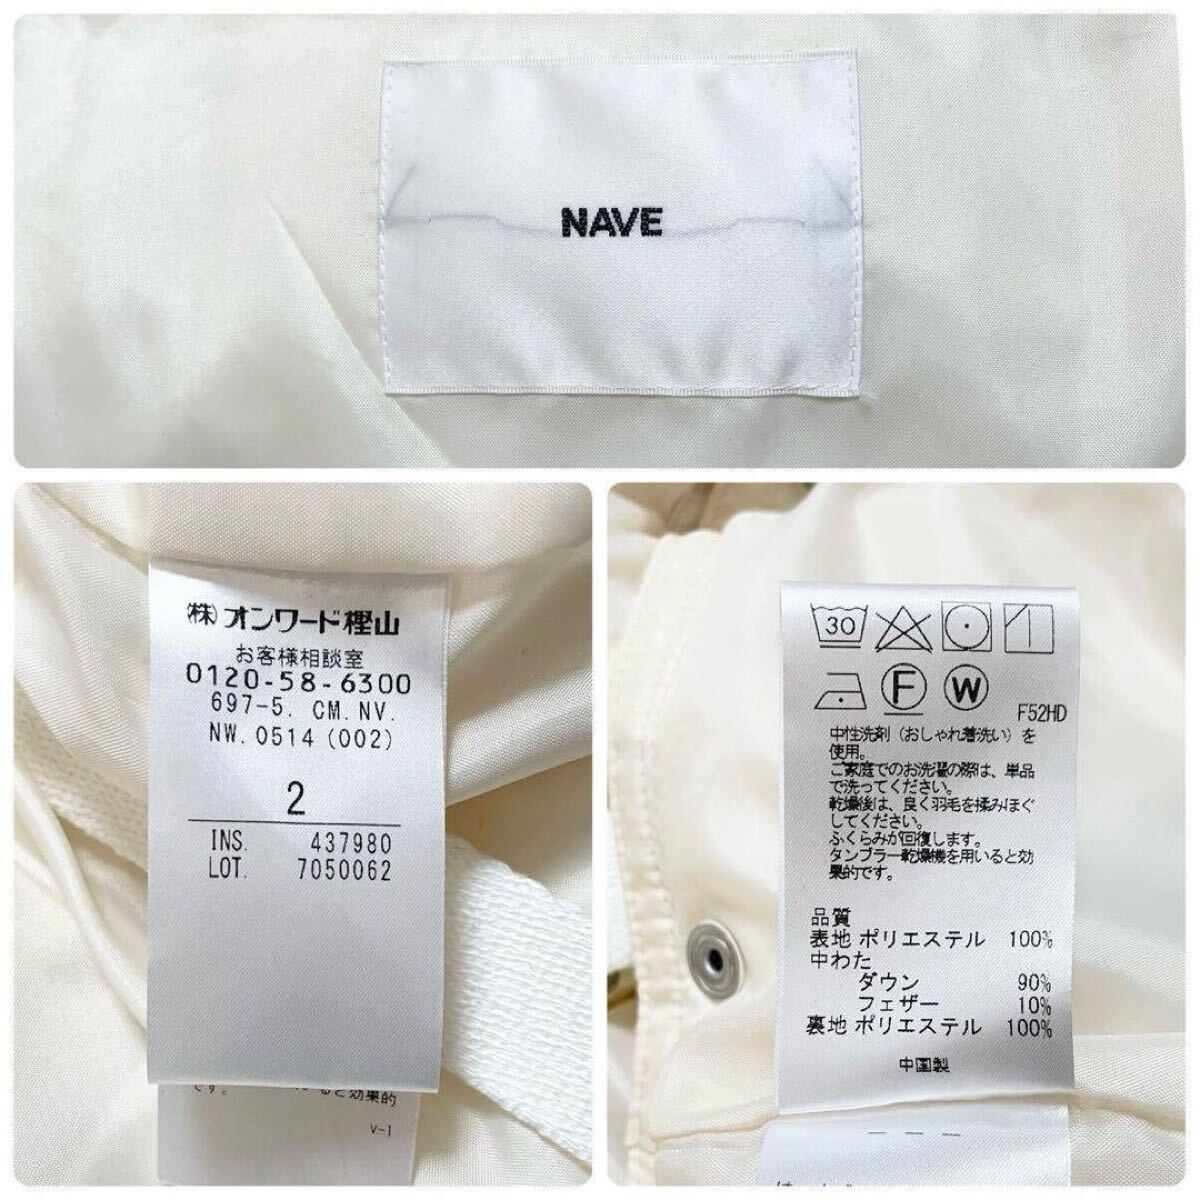 NAVE
㈱オンワード樫山
お客様相談室
0120-58-6300
697-5. CM.NV.
NW.0514(002)
2
INS. 437980
LOT. 7050062
です。
と効果的
V-1
30
F W
F52HD
中性洗剤（おしゃれ着洗い）を
使用。
ご家庭でのお洗濯の際は、単品
で洗ってください。
乾燥後は、良く羽毛を揉みほぐ
してください。
ふくらみが回復します。
タンブラー乾燥機を用いると効
果的です。
品質
表地 ポリエステル 100%
中わた
ダウン 90%
フェザー 10%
裏地 ポリエステル 100%
中国製